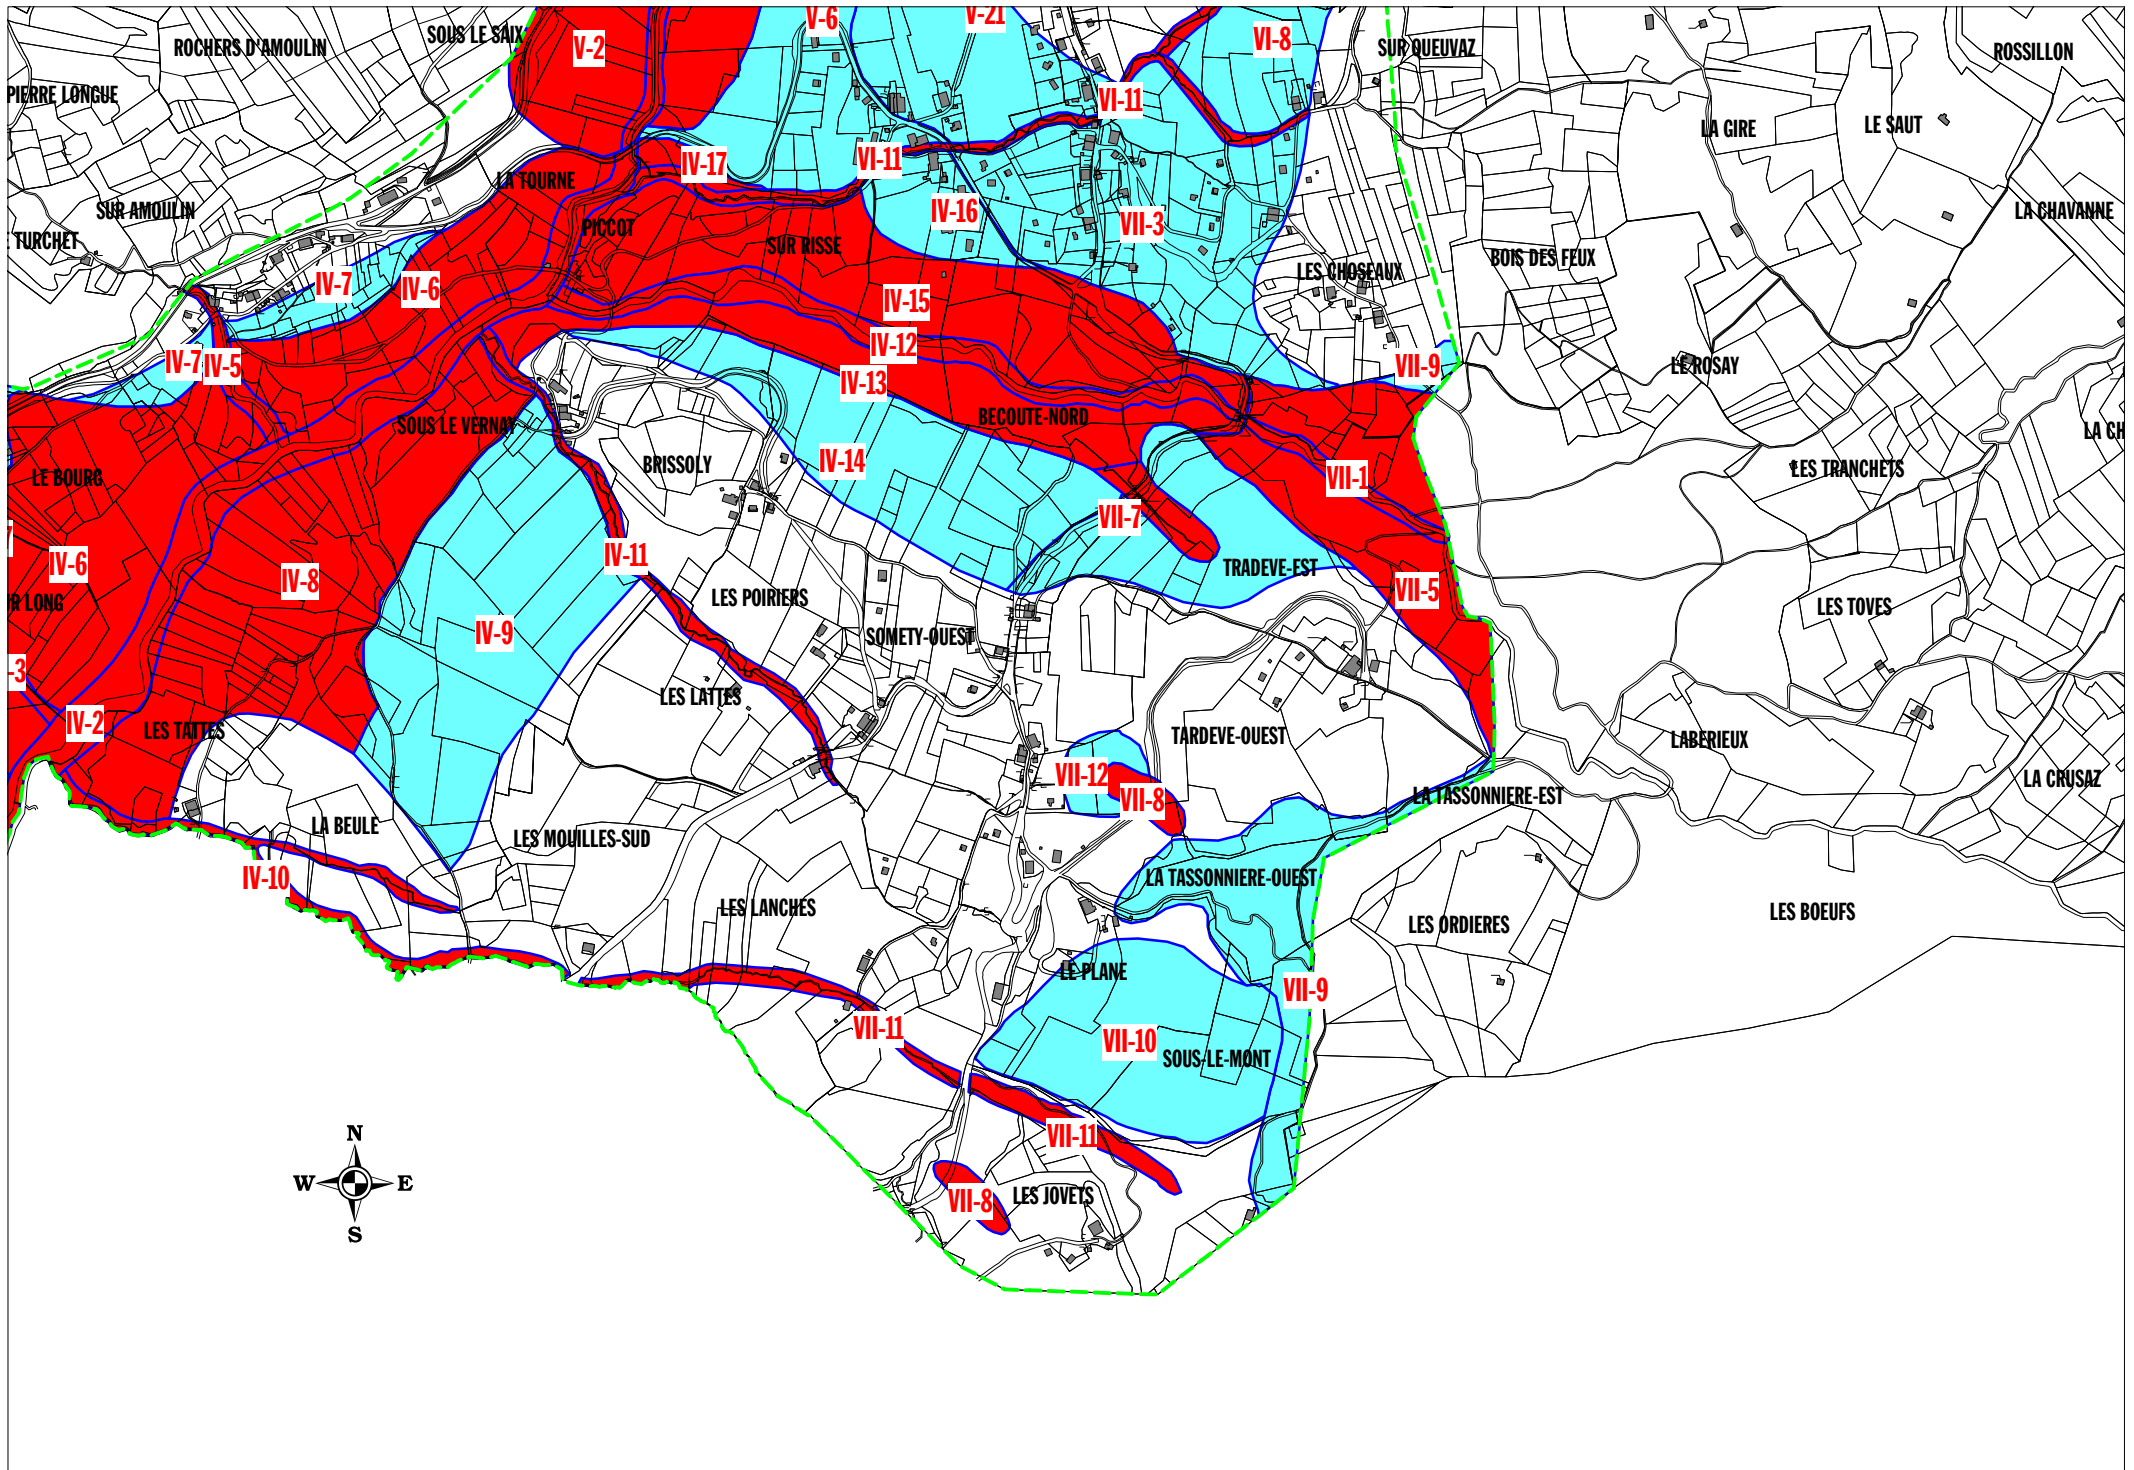 V-6
V-21
SOUS LE SAIX
ROCHERS D'AMOULIN
V-2
VI-8
SUR QUEUVAZ
ROSSILLON
PIERRE LONGUE
VI-11
LA GIRE
LE SAUT
IV-17
VI-11
LA TOURNE
SUR AMOULIN
IV-16
VII-3
LA CHAVANNE
TURCHET
PICCOT
SUR RISSE
BOIS DES FEUX
LES CHOSEAUX
IV-7
IV-6
IV-15
IV-12
IV-7
IV-5
VII-9
LE ROSAY
IV-13
BECOUTE-NORD
SOUS LE VERNAY
LA CH
BRISSOLY
IV-14
LES TRANCHETS
LE BOURG
VII-1
VII-7
7
IV-6
IV-11
TRADEVE-EST
IV-8
VII-5
LES POIRIERS
R LONG
LES TOVES
IV-9
SOMETY-OUEST
-3
LES LATTES
IV-2
LES TATTES
TARDEVE-OUEST
LABERIEUX
VII-12
LA CRUSAZ
VII-8
LA TASSONNIERE-EST
LA BEULE
LES MOUILLES-SUD
IV-10
LA TASSONNIERE-OUEST
LES LANCHES
LES BOEUFS
LES ORDIERES
LE PLANE
VII-9
VII-11
VII-10
SOUS-LE-MONT
N
VII-11
W
E
LES JOVETS
VII-8
S